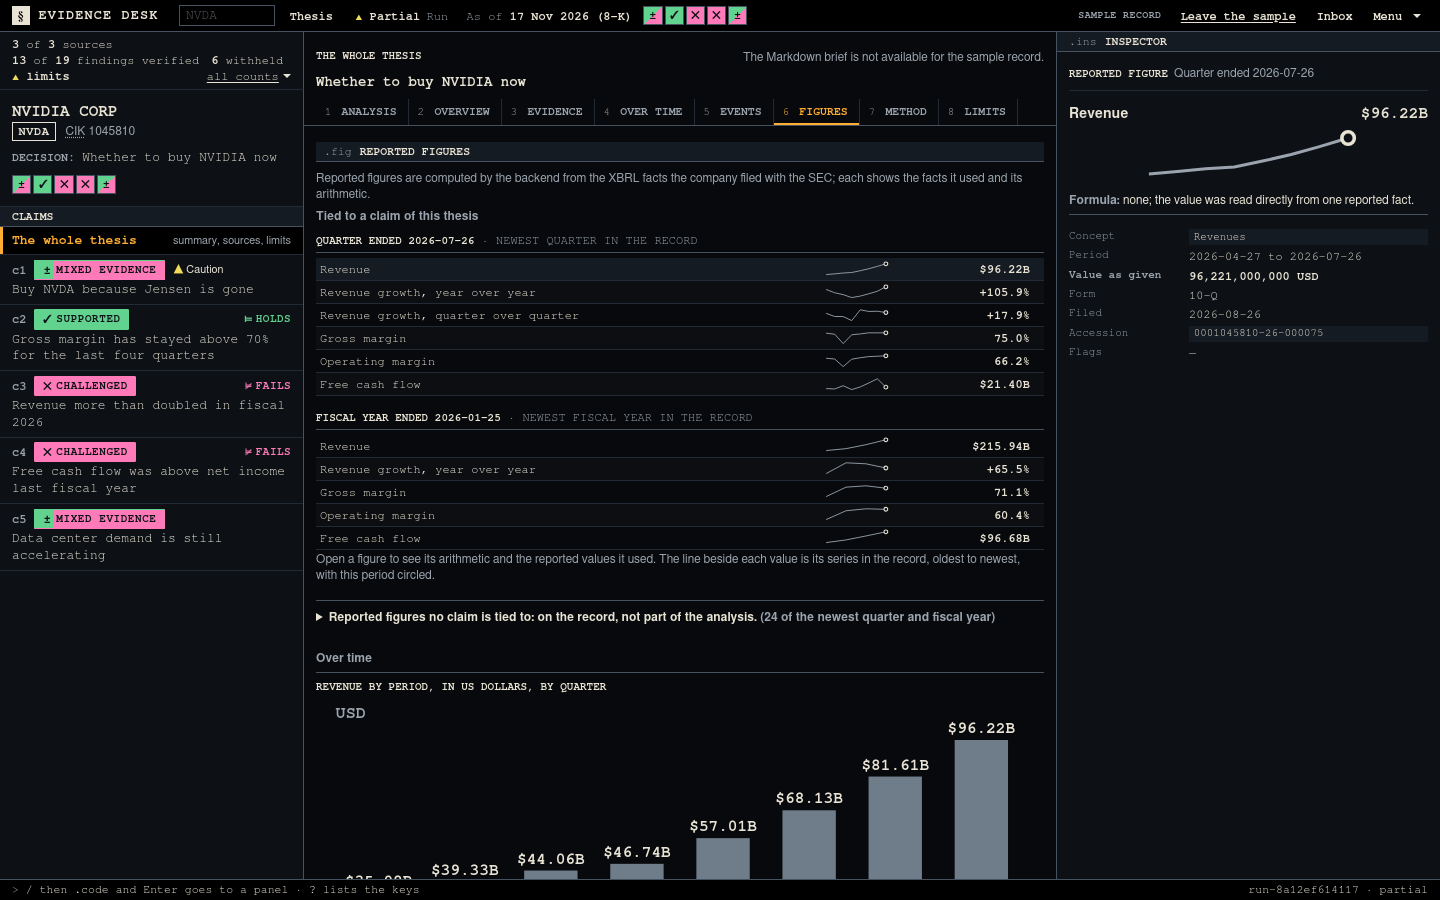 § EVIDENCE DESK NVDA Thesis ▲ Partial Run As of 17 Nov 2026 (8-K) ± ✓ ✕ ✕ ± SAMPLE RECORD Leave the sample Inbox Menu
3 of 3 sources
13 of 19 findings verified 6 withheld
▲ limits all counts
NVIDIA CORP
NVDA CIK 1045810
DECISION: Whether to buy NVIDIA now
± ✓ ✕ ✕ ±
CLAIMS
The whole thesis summary, sources, limits
c1 ± MIXED EVIDENCE Caution
Buy NVDA because Jensen is gone
c2 ✓ SUPPORTED ⊨ HOLDS
Gross margin has stayed above 70%
for the last four quarters
c3 ✕ CHALLENGED ⊭ FAILS
Revenue more than doubled in fiscal
2026
c4 ✕ CHALLENGED ⊭ FAILS
Free cash flow was above net income
last fiscal year
c5 ± MIXED EVIDENCE
Data center demand is still
accelerating
THE WHOLE THESIS The Markdown brief is not available for the sample record.
Whether to buy NVIDIA now
1 ANALYSIS 2 OVERVIEW 3 EVIDENCE 4 OVER TIME 5 EVENTS 6 FIGURES 7 METHOD 8 LIMITS
.fig REPORTED FIGURES
Reported figures are computed by the backend from the XBRL facts the company filed with the SEC; each shows the facts it used and its
arithmetic.
Tied to a claim of this thesis
QUARTER ENDED 2026-07-26 · NEWEST QUARTER IN THE RECORD
Revenue $96.22B
Revenue growth, year over year +105.9%
Revenue growth, quarter over quarter +17.9%
Gross margin 75.0%
Operating margin 66.2%
Free cash flow $21.40B
FISCAL YEAR ENDED 2026-01-25 · NEWEST FISCAL YEAR IN THE RECORD
Revenue $215.94B
Revenue growth, year over year +65.5%
Gross margin 71.1%
Operating margin 60.4%
Free cash flow $96.68B
Open a figure to see its arithmetic and the reported values it used. The line beside each value is its series in the record, oldest to newest,
with this period circled.
Reported figures no claim is tied to: on the record, not part of the analysis. (24 of the newest quarter and fiscal year)
Over time
REVENUE BY PERIOD, IN US DOLLARS, BY QUARTER
USD
$96.22B
$81.61B
$68.13B
$57.01B
$46.74B
$44.06B
$39.33B
.ins INSPECTOR
REPORTED FIGURE Quarter ended 2026-07-26
Revenue $96.22B
Formula: none; the value was read directly from one reported fact.
Concept Revenues
Period 2026-04-27 to 2026-07-26
Value as given 96,221,000,000 USD
Form 10-Q
Filed 2026-08-26
Accession 0001045810-26-000075
Flags —
> / then .code and Enter goes to a panel · ? lists the keys run-8a12ef614117 · partial